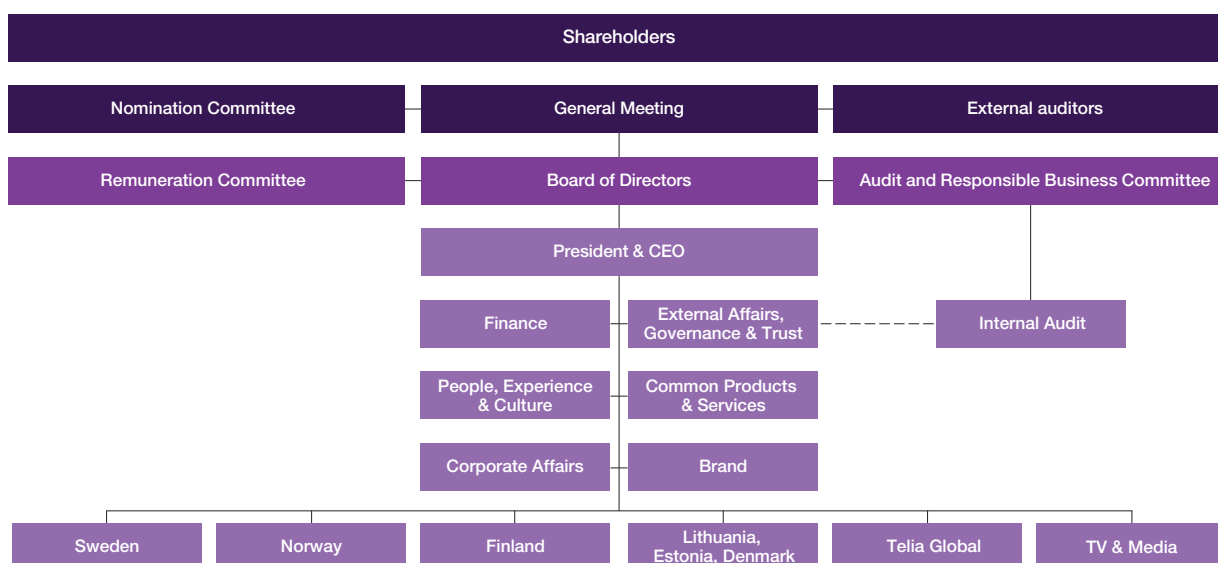 Shareholders
Nomination Committee
General Meeting
External auditors
Remuneration Committee
Board of Directors
Audit and Responsible Business Committee
President & CEO
Finance
External Affairs,
Governance & Trust
Internal Audit
People, Experience
& Culture
Common Products
& Services
Corporate Affairs
Brand
Sweden
Norway
Finland
Lithuania,
Estonia, Denmark
Telia Global
TV & Media